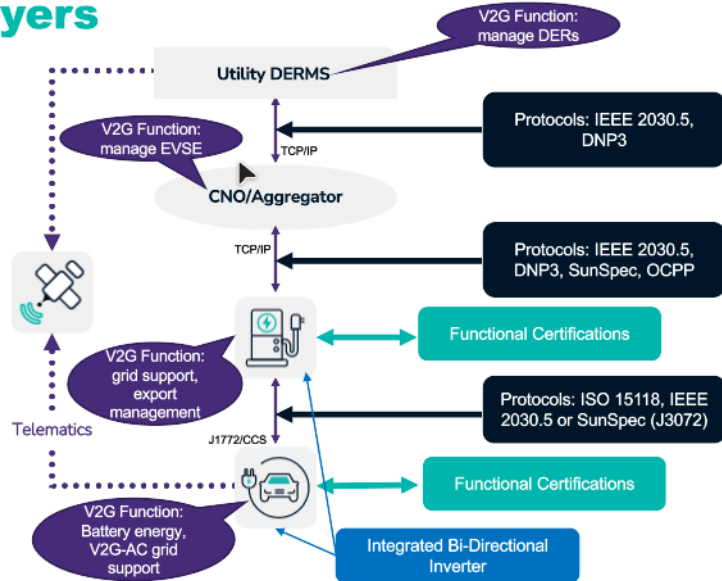 yers
V2G Function:
manage DERs
Utility DERMS
Protocols: IEEE 2030.5,
DNP3
V2G Function:
manage EVSE
TCP/IP
CNO/Aggregator
TCP/IP
Protocols: IEEE 2030.5,
DNP3, SunSpec, OCPP
Functional Certifications
V2G Function:
grid support,
export
management
Protocols: ISO 15118, IEEE
2030.5 or SunSpec (J3072)
Telematics
J1772/CCS
Functional Certifications
V2G Function:
Battery energy,
V2G-AC grid
support
Integrated Bi-Directional
Inverter